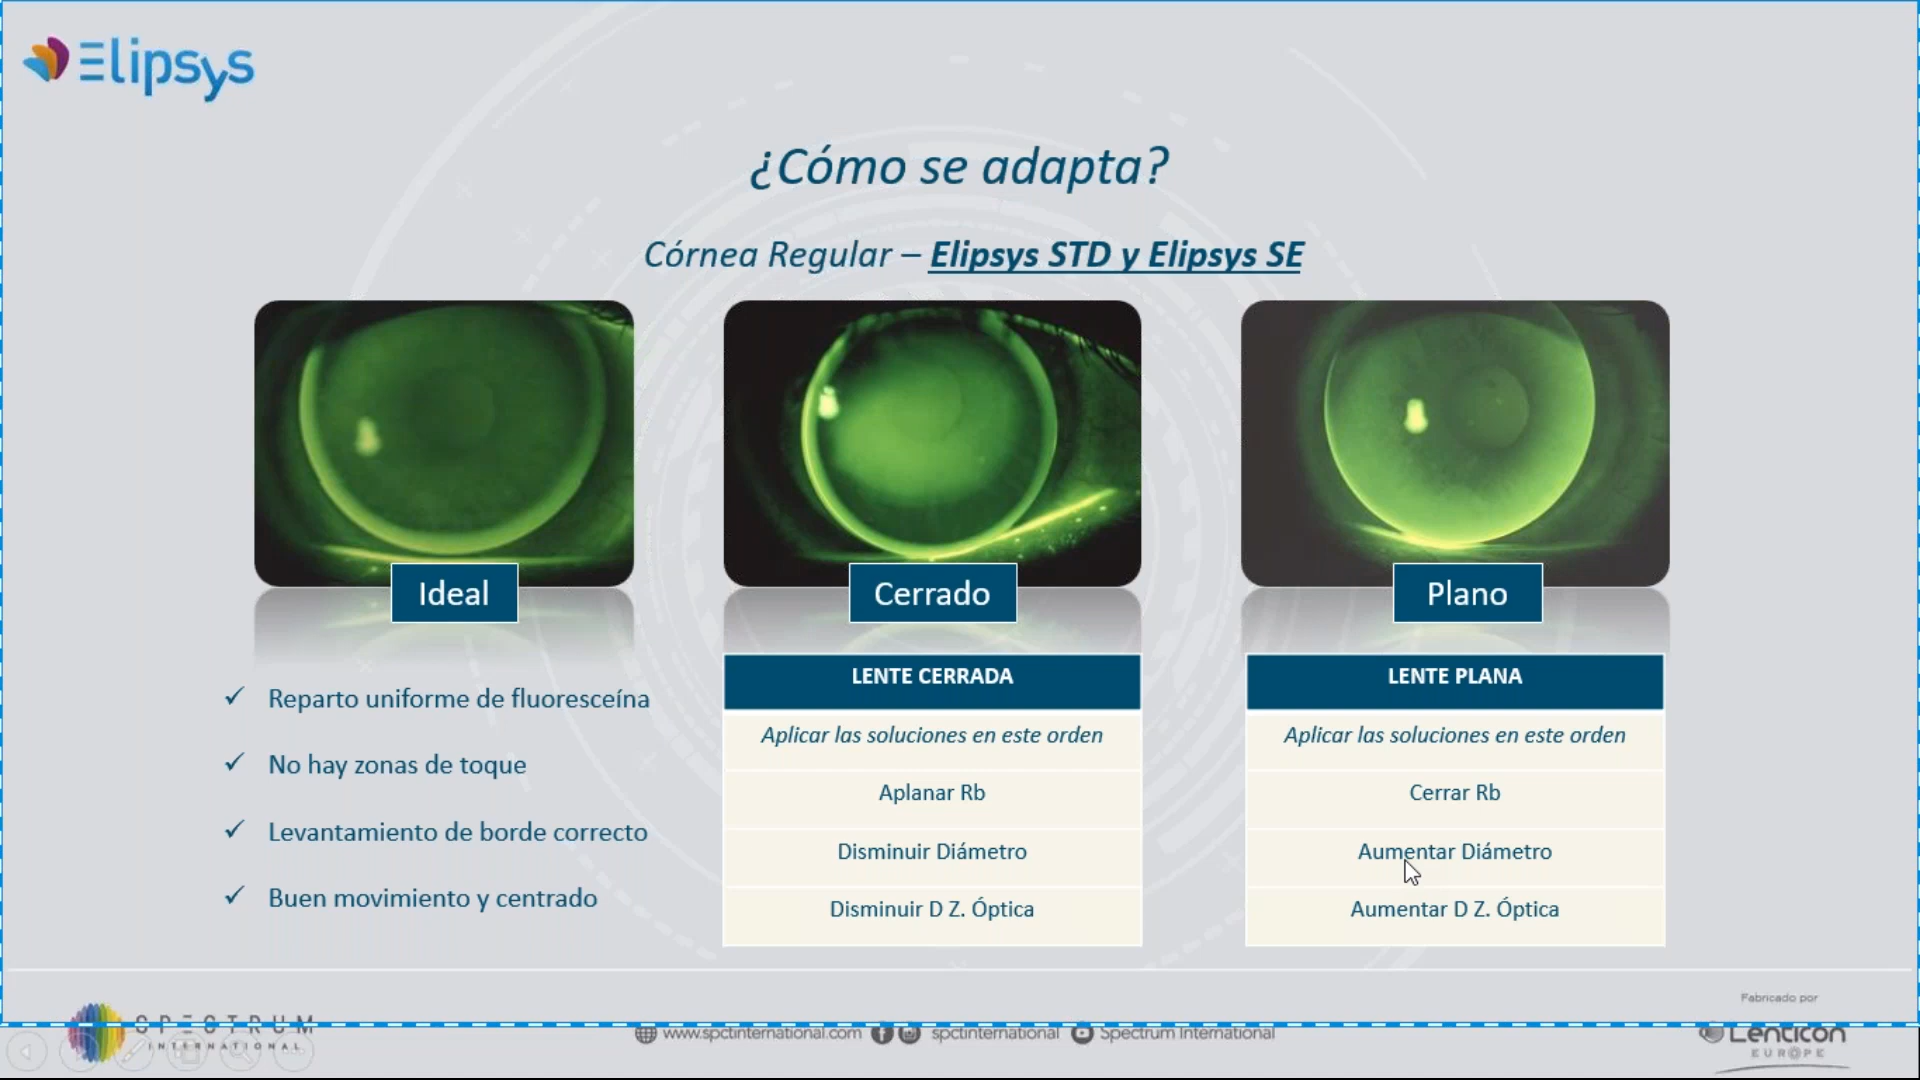 Elipsys
¿Cómo se adapta?
Córnea Regular – Elipsys STD y Elipsys SE
Ideal
Cerrado
Plano
✓ Reparto uniforme de fluoresceína
✓ No hay zonas de toque
✓ Levantamiento de borde correcto
✓ Buen movimiento y centrado
LENTE CERRADA
Aplicar las soluciones en este orden
Aplanar Rb
Disminuir Diámetro
Disminuir D Z. Óptica
LENTE PLANA
Aplicar las soluciones en este orden
Cerrar Rb
Aumentar Diámetro
Aumentar D Z. Óptica
SPECTRUM
INTERNATIONAL
www.spctinternational.com spctinternational Spectrum International
Fabricado por
Lenticon
EUROPE